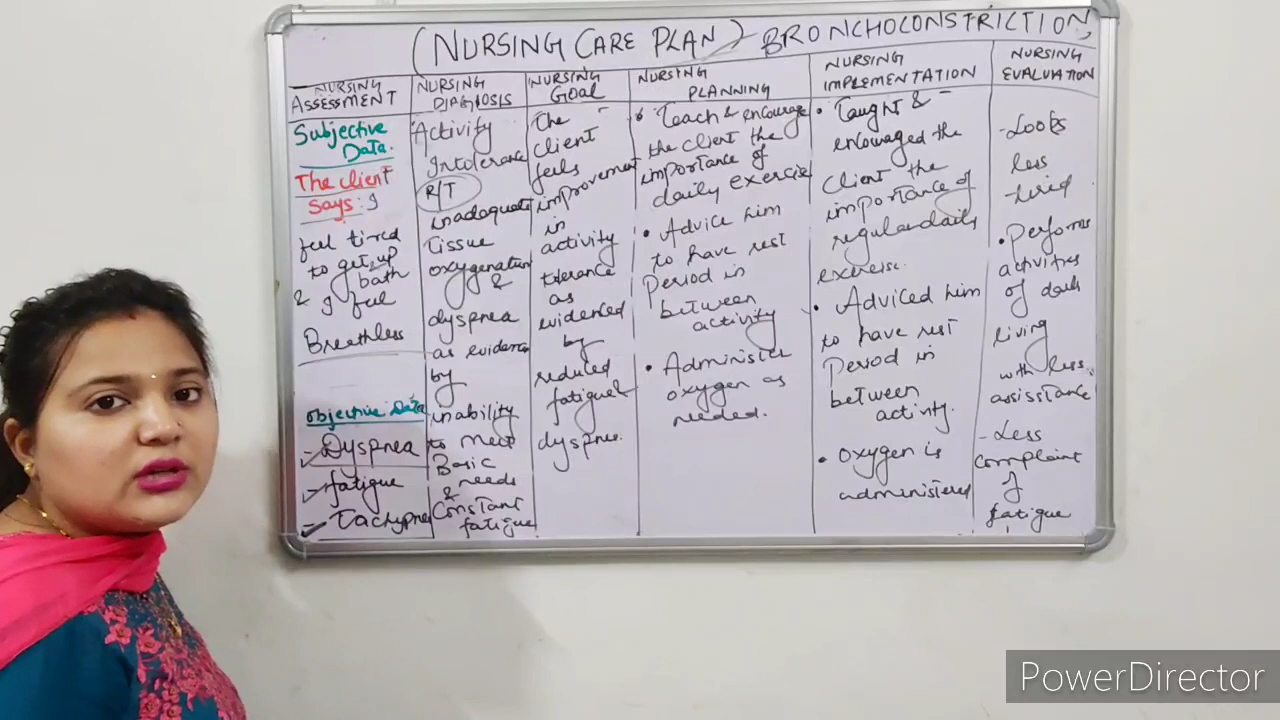 (NURSING CARE PLAN) BRONCHOCONSTRICTION
NURSING
ASSESSMENT
Subjective
Data.
The client
says: I
feel tired
to get up
& bath
I feel
Breathless
objective Data
- Dyspnea
- fatigue
- Tachypnea
NURSING
DIAGNOSIS
Activity
Intolerance
R/T
inadaquate
tissue
oxygenation
&
dyspnea
as evidence
by
inability
to meet
Basic
needs
&
Constant
fatigue
NURSING
GOAL
The
client
feels
improvement
in
activity
tolerance
as
evidenced
by
reduced
fatigue &
dyspnea.
NURSING
PLANNING
• Teach & encourage
the client the
importance of
daily exercise
• Advice him
to have rest
Period in
between
activity
• Administer
oxygen as
needed.
NURSING
IMPLEMENTATION
• Taught &
encouraged the
client the
importance of
regular daily
exercise.
• Adviced him
to have rest
Period in
between
activity.
• oxygen is
administered
NURSING
EVALUATION
- Looks
less
tired
• Performs
activities
of daily
living
with less
assistance
- Less
complaint
of
fatigue
PowerDirector